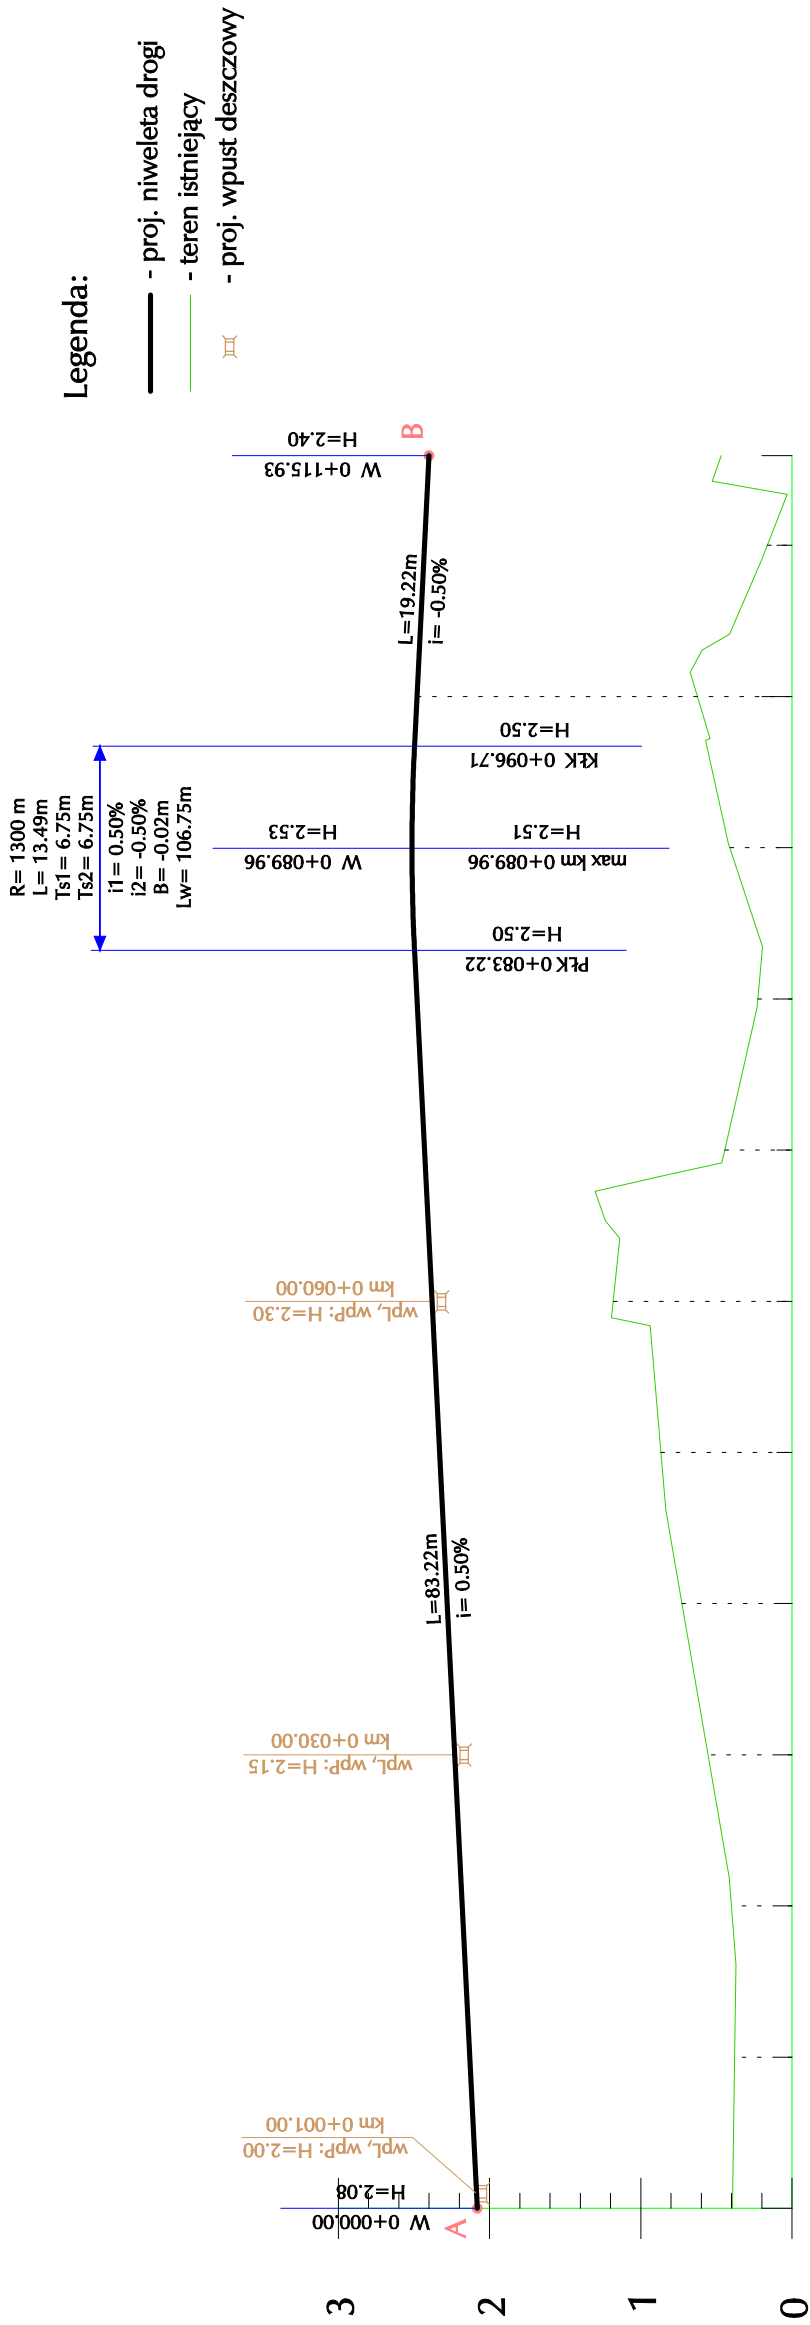 Legenda:
- proj. niweleta drogi
- teren istniejący
- proj. wpust deszczowy
R= 1300 m
L= 13.49m
Ts1= 6.75m
Ts2= 6.75m
i1= 0.50%
i2= -0.50%
B= -0.02m
Lw= 106.75m
W 0+000.00
H=2.08
A
wpL, wpP: H=2.00
km 0+001.00
wpL, wpP: H=2.15
km 0+030.00
L=83.22m
i= 0.50%
wpL, wpP: H=2.30
km 0+060.00
PŁK 0+083.22
H=2.50
W 0+089.96
H=2.53
max km 0+089.96
H=2.51
KŁK 0+096.71
H=2.50
L=19.22m
i= -0.50%
W 0+115.93
H=2.40
B
3
2
1
0